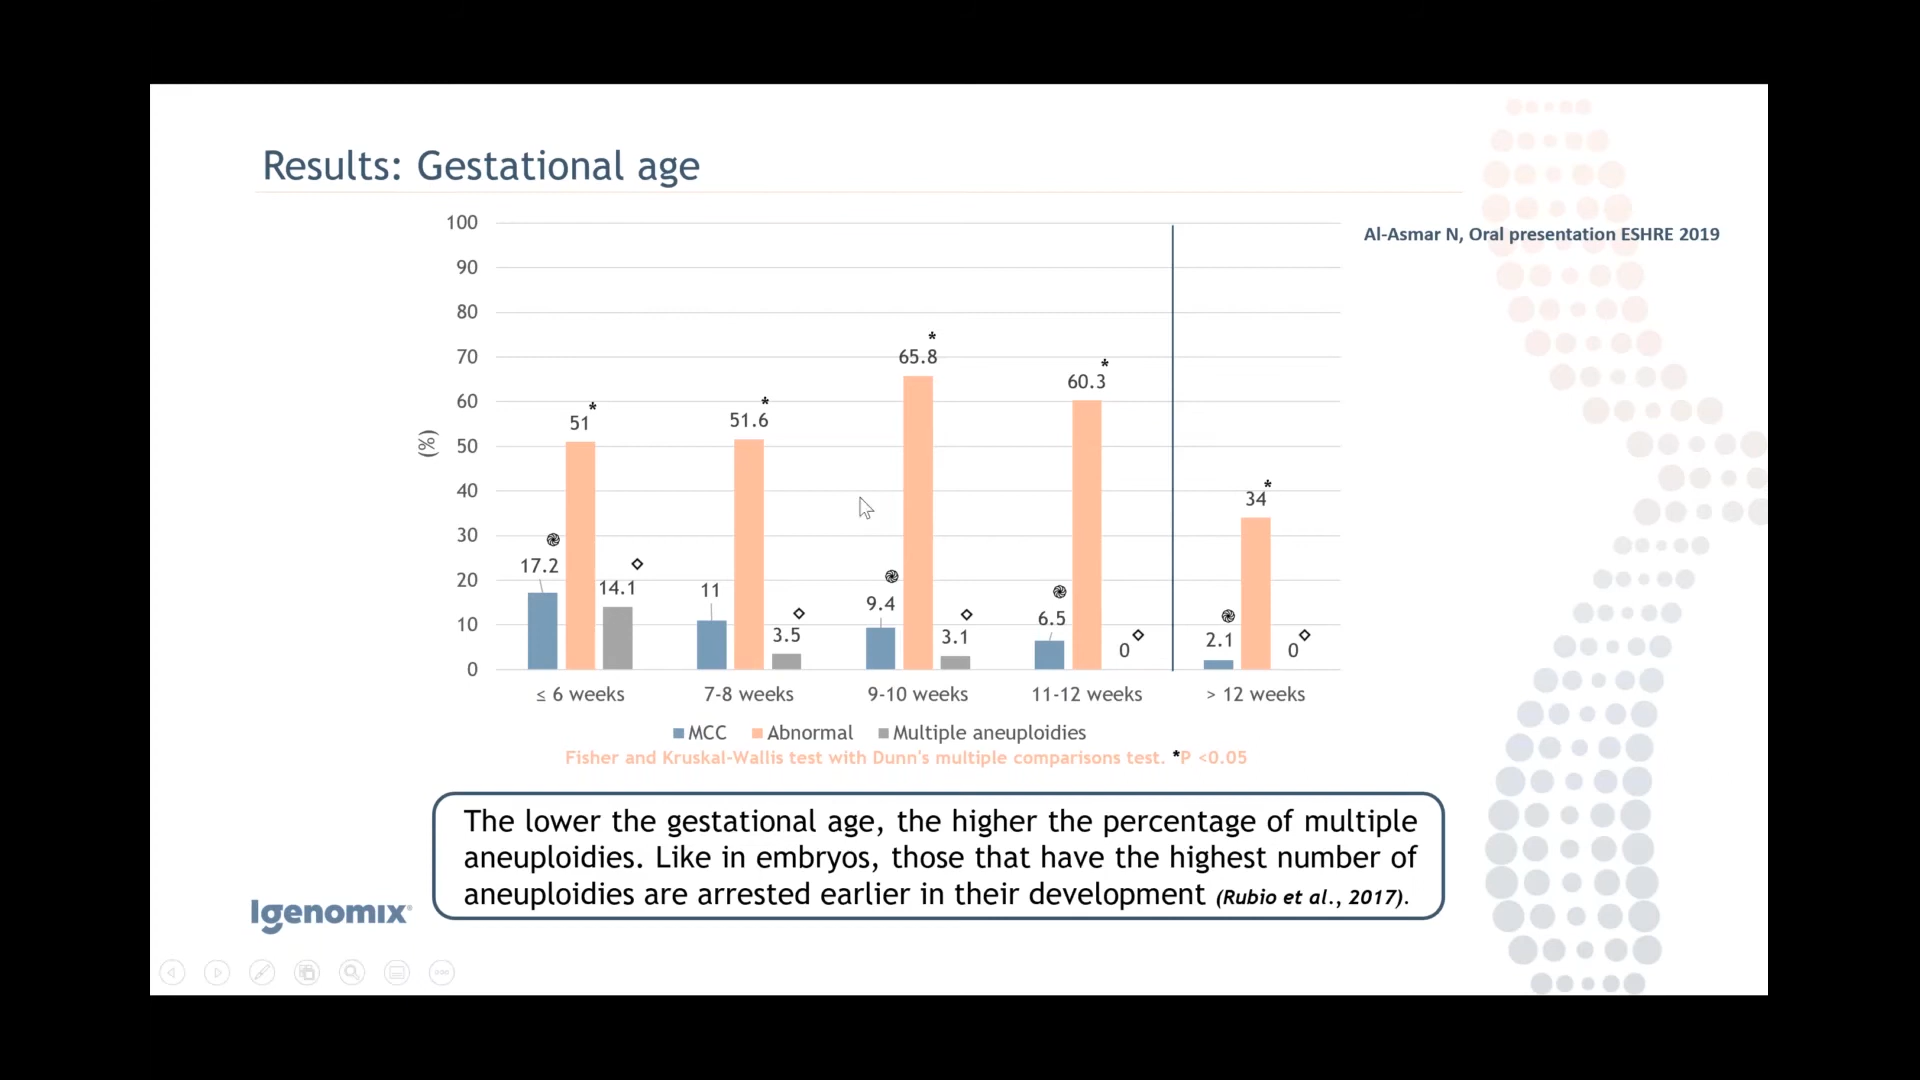 Results: Gestational age
Al-Asmar N, Oral presentation ESHRE 2019
100
90
80
70
60
50
40
30
20
10
0
(%)
17.2
51*
14.1
11
51.6*
3.5
9.4
65.8*
3.1
6.5
60.3*
0
2.1
34*
0
≤ 6 weeks
7-8 weeks
9-10 weeks
11-12 weeks
> 12 weeks
MCC Abnormal Multiple aneuploidies
Fisher and Kruskal-Wallis test with Dunn's multiple comparisons test. *P <0.05
The lower the gestational age, the higher the percentage of multiple
aneuploidies. Like in embryos, those that have the highest number of
aneuploidies are arrested earlier in their development (Rubio et al., 2017).
Igenomix®